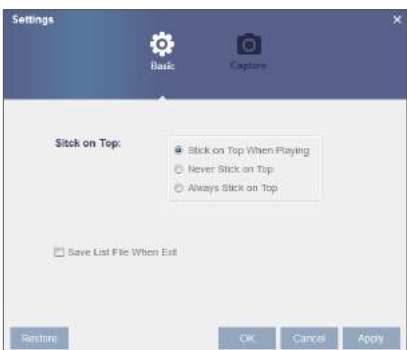 Settings
Basic
Capture
Sitck on Top:
Stick on Top When Playing
Never Stick on Top
Always Stick on Top
Save List File When Exit
Restore
OK
Cancel
Apply